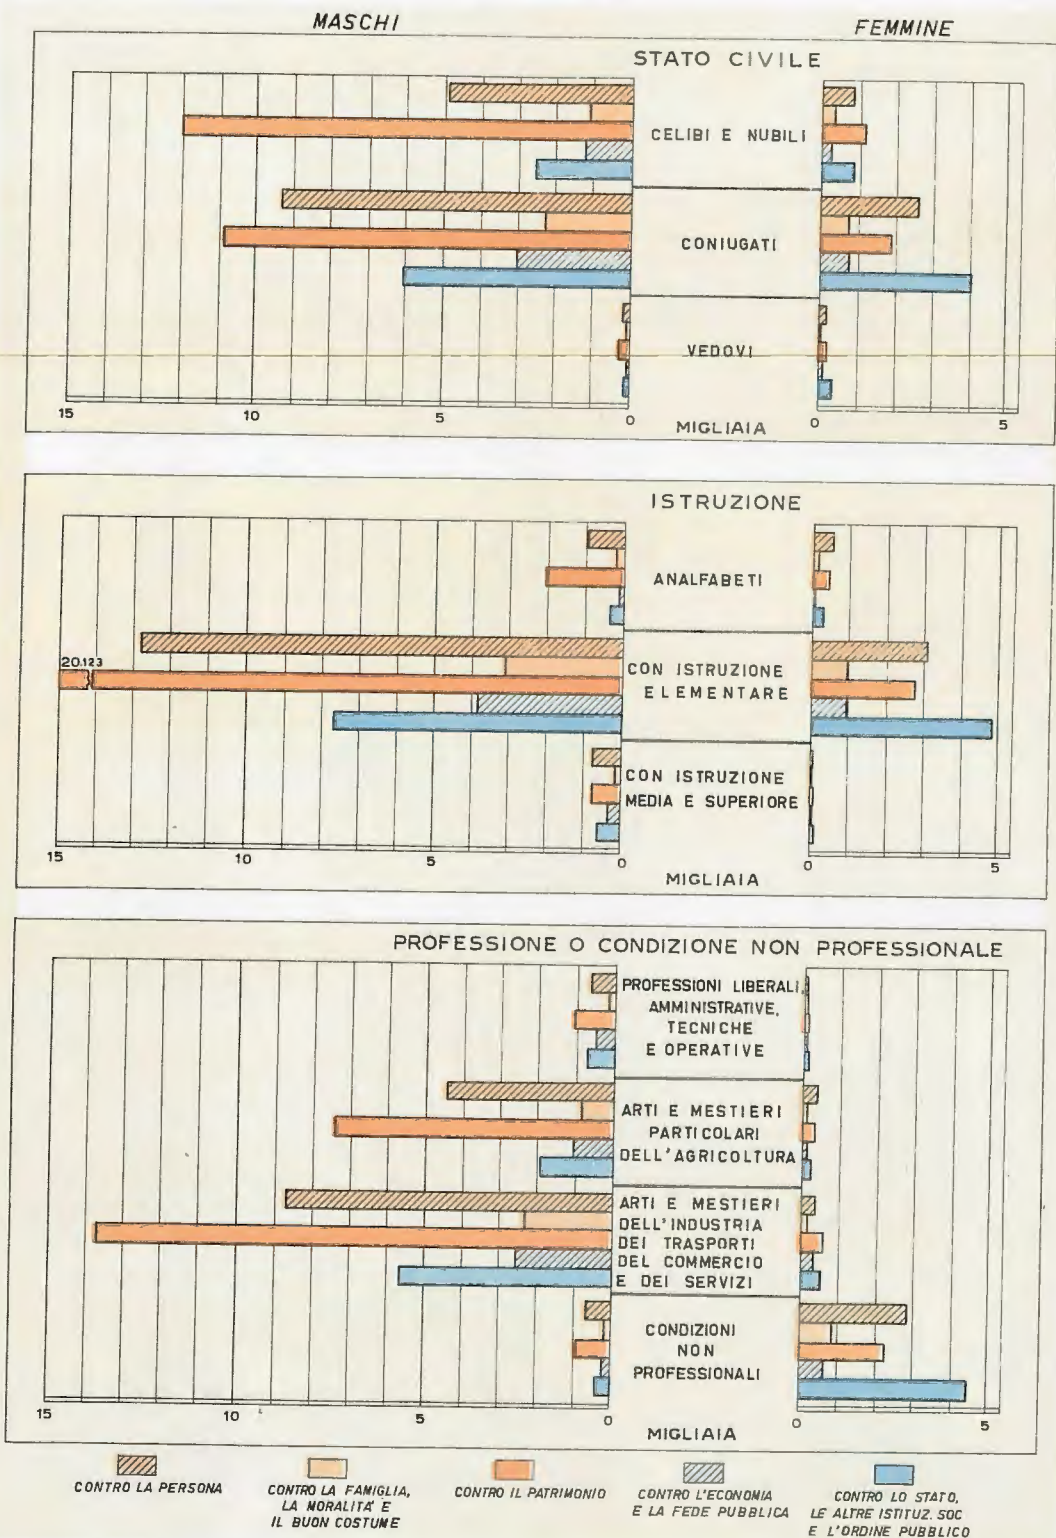 MASCHI
FEMMINE
STATO CIVILE
CELIBI E NUBILI
CONIUGATI
VEDOVI
15 10 5 0 0 5
MIGLIAIA
ISTRUZIONE
ANALFABETI
20.123
CON ISTRUZIONE
ELEMENTARE
CON ISTRUZIONE
MEDIA E SUPERIORE
15 10 5 0 0 5
MIGLIAIA
PROFESSIONE O CONDIZIONE NON PROFESSIONALE
PROFESSIONI LIBERALI,
AMMINISTRATIVE,
TECNICHE
E OPERATIVE
ARTI E MESTIERI
PARTICOLARI
DELL'AGRICOLTURA
ARTI E MESTIERI
DELL'INDUSTRIA
DEI TRASPORTI
DEL COMMERCIO
E DEI SERVIZI
CONDIZIONI
NON
PROFESSIONALI
15 10 5 0 0 5
MIGLIAIA
CONTRO LA PERSONA
CONTRO LA FAMIGLIA,
LA MORALITÀ E
IL BUON COSTUME
CONTRO IL PATRIMONIO
CONTRO L'ECONOMIA
E LA FEDE PUBBLICA
CONTRO LO STATO,
LE ALTRE ISTITUZ. SOC
E L'ORDINE PUBBLICO